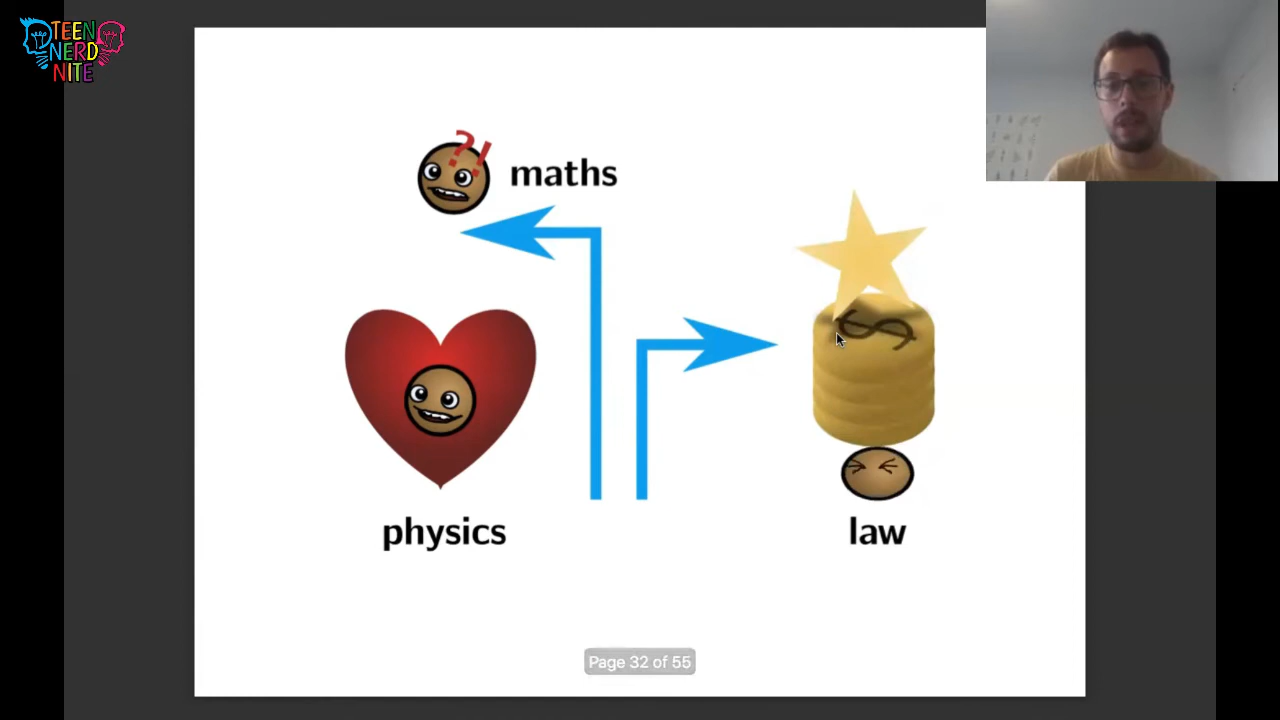 TEEN
NERD
NITE
?!
maths
$
physics
law
Page 32 of 55